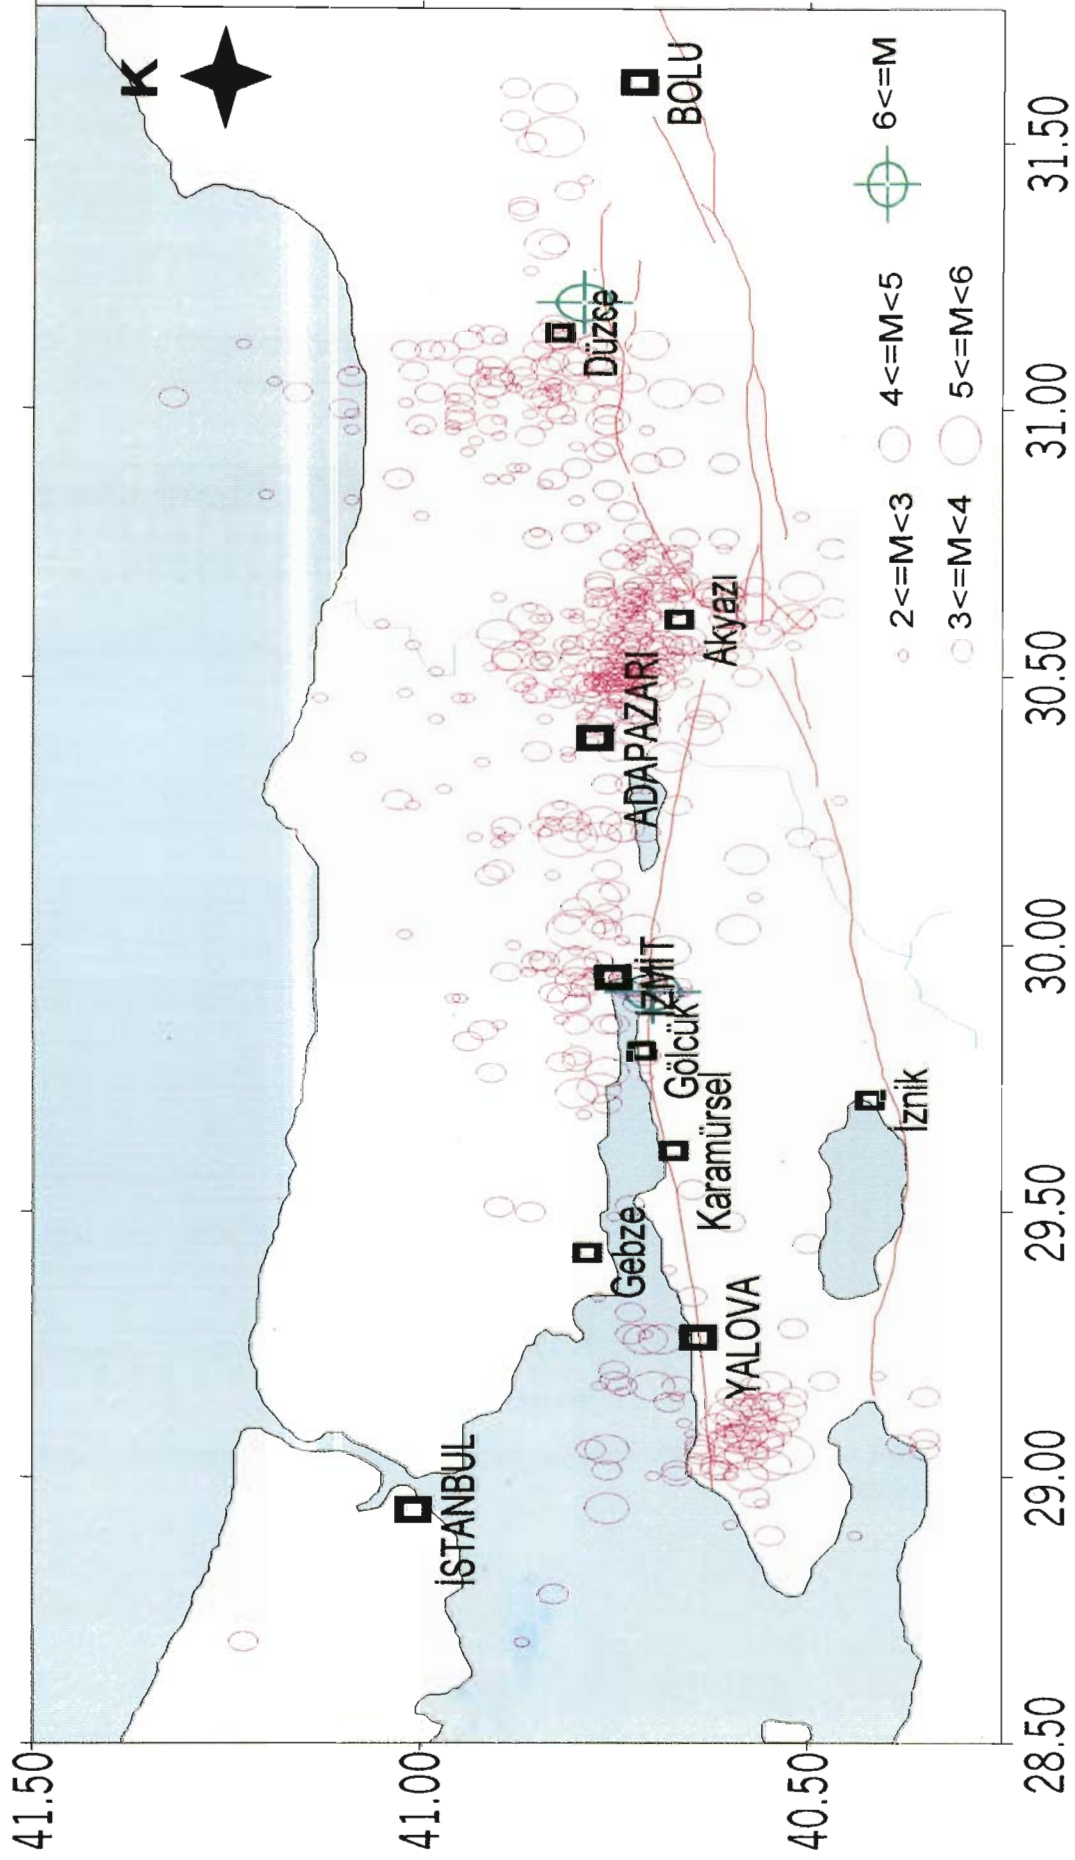 K
BOLU
Düzce
Akyazı
ADAPAZARI
İZMİT
Gölcük
Karamürsel
İznik
Gebze
YALOVA
İSTANBUL
2<=M<3
4<=M<5
6<=M
3<=M<4
5<=M<6
41.50
41.00
40.50
28.50
29.00
29.50
30.00
30.50
31.00
31.50